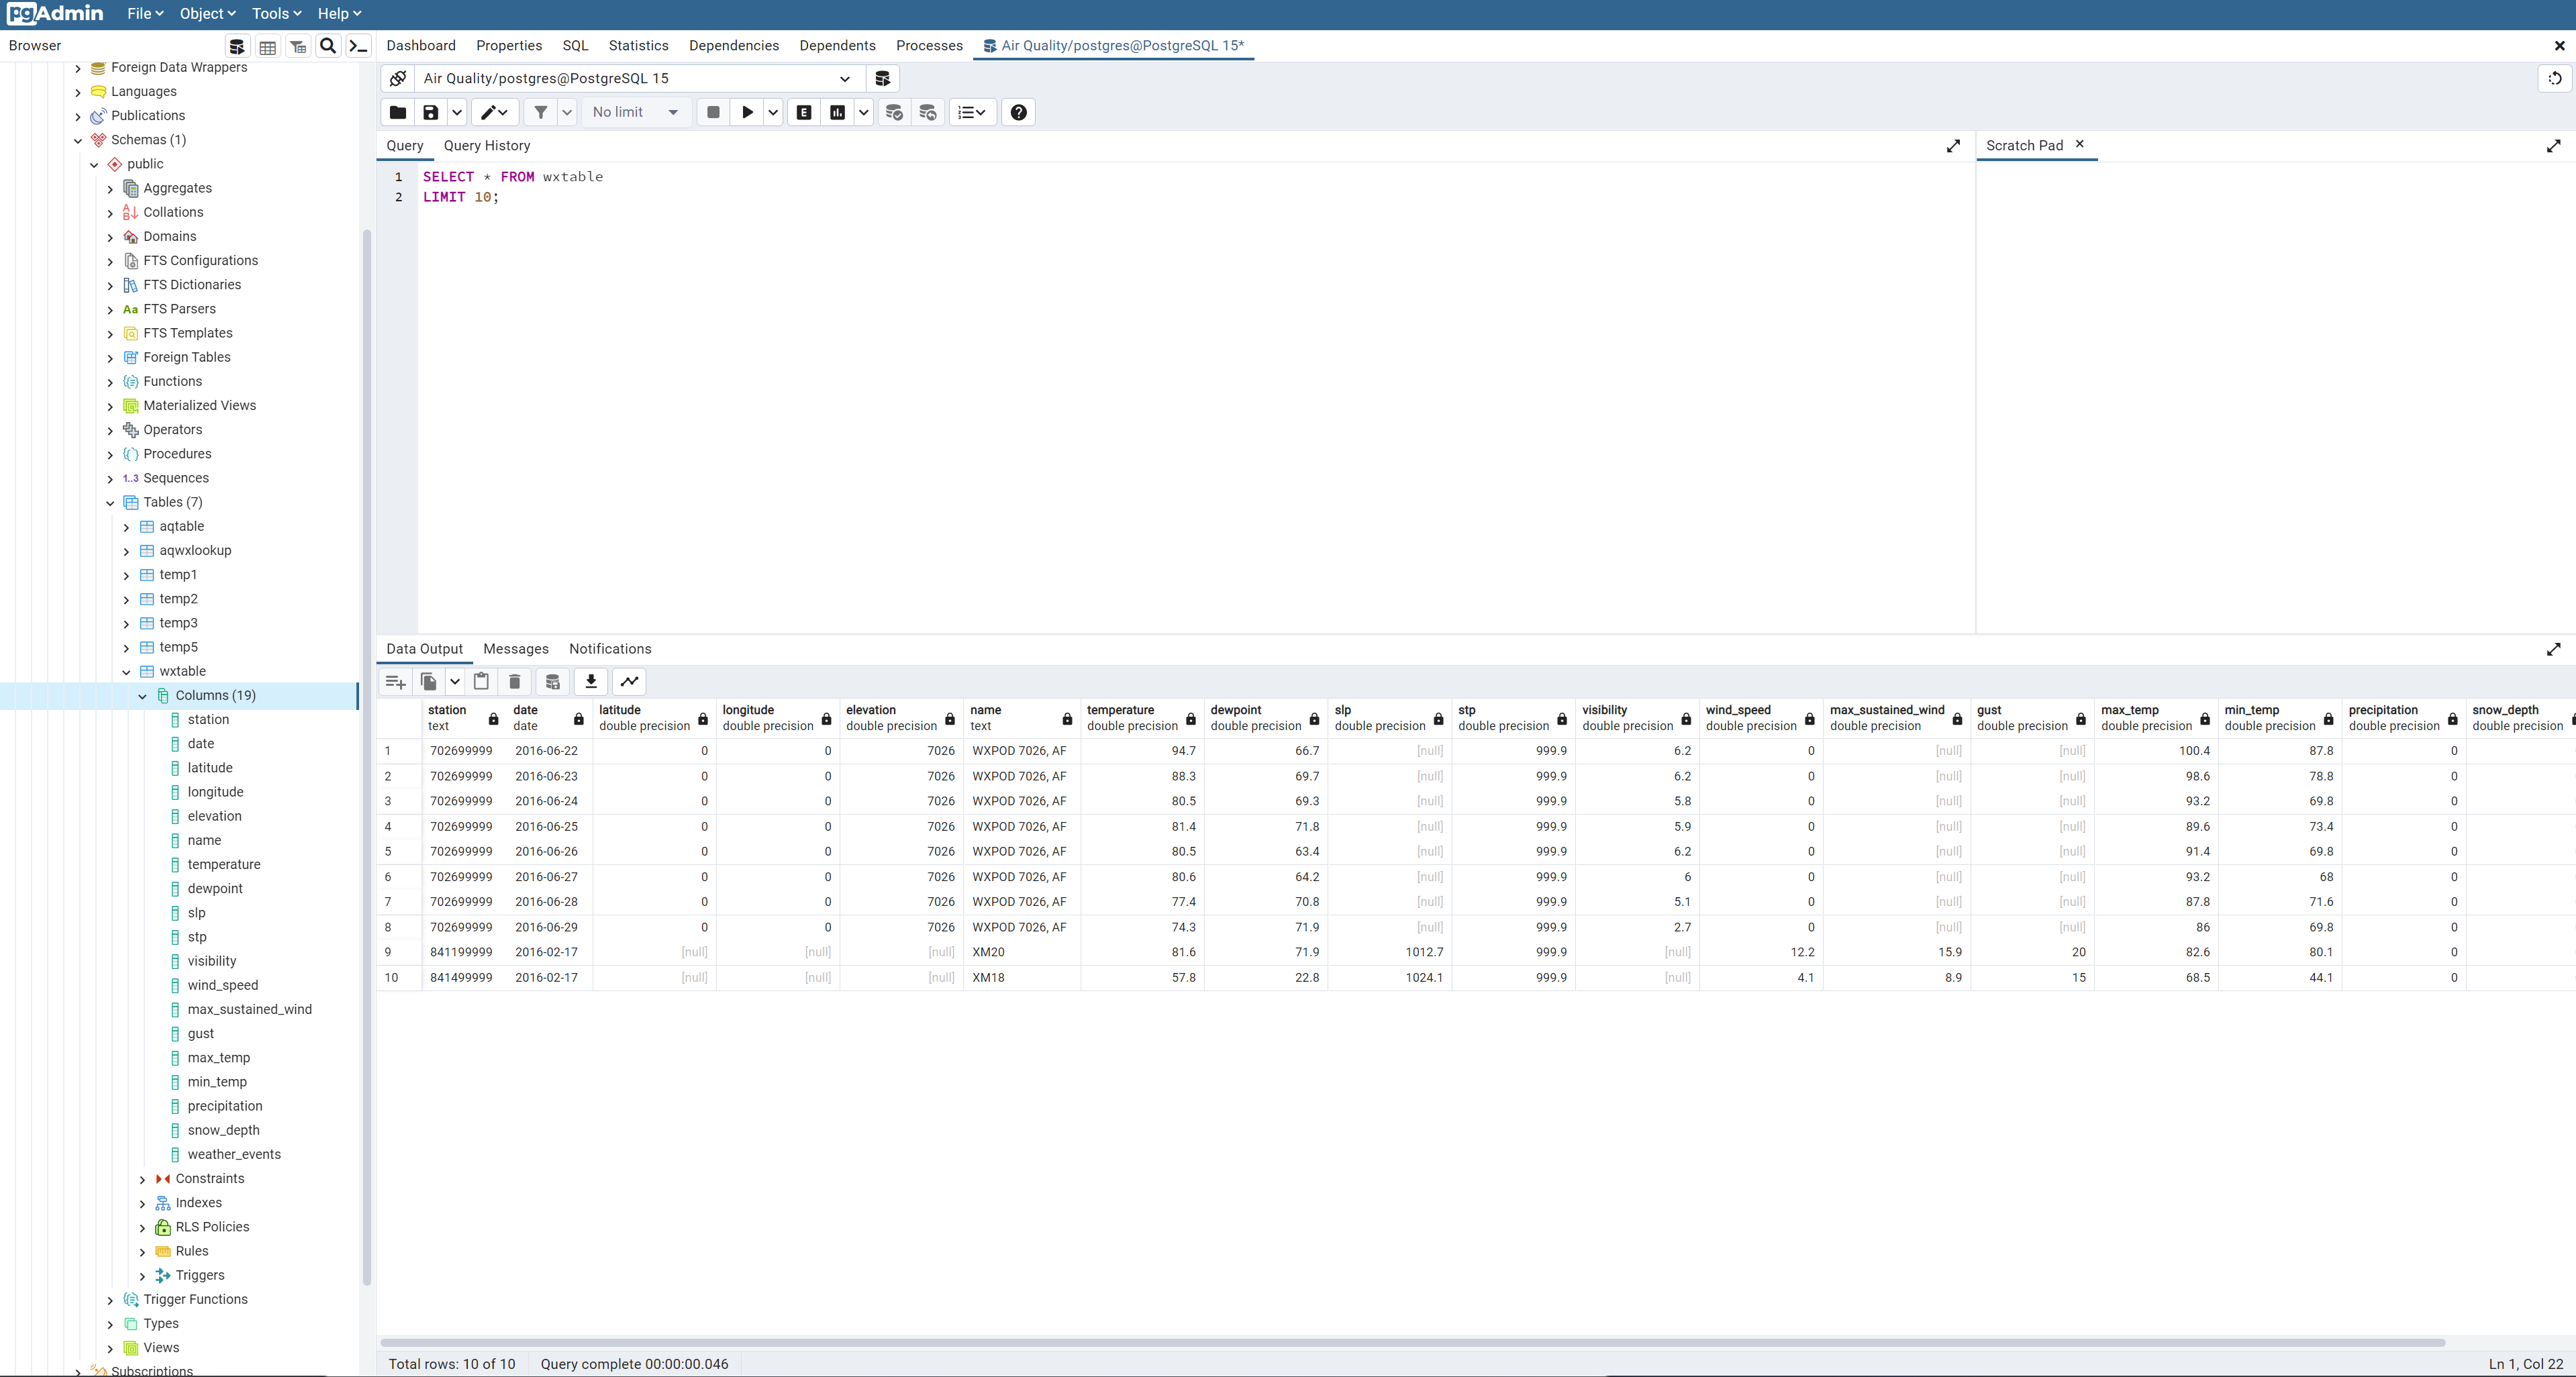 pgAdmin File Object Tools Help
Browser
Dashboard Properties SQL Statistics Dependencies Dependents Processes Air Quality/postgres@PostgreSQL 15*
Foreign Data Wrappers
Languages
Publications
Schemas (1)
public
Aggregates
Collations
Domains
FTS Configurations
FTS Dictionaries
Aa FTS Parsers
FTS Templates
Foreign Tables
Functions
Materialized Views
Operators
Procedures
1..3 Sequences
Tables (7)
aqtable
aqwxlookup
temp1
temp2
temp3
temp5
wxtable
Columns (19)
station
date
latitude
longitude
elevation
name
temperature
dewpoint
slp
stp
visibility
wind_speed
max_sustained_wind
gust
max_temp
min_temp
precipitation
snow_depth
weather_events
Constraints
Indexes
RLS Policies
Rules
Triggers
Trigger Functions
Types
Views
Subscriptions
Air Quality/postgres@PostgreSQL 15
No limit E
Query Query History
Scratch Pad
1 SELECT * FROM wxtable
2 LIMIT 10;
Data Output Messages Notifications
station date latitude longitude elevation name temperature dewpoint slp stp visibility wind_speed max_sustained_wind gust max_temp min_temp precipitation snow_depth
text date double precision double precision double precision text double precision double precision double precision double precision double precision double precision double precision double precision double precision double precision double precision double precision
1 702699999 2016-06-22 0 0 7026 WXPOD 7026, AF 94.7 66.7 [null] 999.9 6.2 0 [null] [null] 100.4 87.8 0
2 702699999 2016-06-23 0 0 7026 WXPOD 7026, AF 88.3 69.7 [null] 999.9 6.2 0 [null] [null] 98.6 78.8 0
3 702699999 2016-06-24 0 0 7026 WXPOD 7026, AF 80.5 69.3 [null] 999.9 5.8 0 [null] [null] 93.2 69.8 0
4 702699999 2016-06-25 0 0 7026 WXPOD 7026, AF 81.4 71.8 [null] 999.9 5.9 0 [null] [null] 89.6 73.4 0
5 702699999 2016-06-26 0 0 7026 WXPOD 7026, AF 80.5 63.4 [null] 999.9 6.2 0 [null] [null] 91.4 69.8 0
6 702699999 2016-06-27 0 0 7026 WXPOD 7026, AF 80.6 64.2 [null] 999.9 6 0 [null] [null] 93.2 68 0
7 702699999 2016-06-28 0 0 7026 WXPOD 7026, AF 77.4 70.8 [null] 999.9 5.1 0 [null] [null] 87.8 71.6 0
8 702699999 2016-06-29 0 0 7026 WXPOD 7026, AF 74.3 71.9 [null] 999.9 2.7 0 [null] [null] 86 69.8 0
9 841199999 2016-02-17 [null] [null] [null] XM20 81.6 71.9 1012.7 999.9 [null] 12.2 15.9 20 82.6 80.1 0
10 841499999 2016-02-17 [null] [null] [null] XM18 57.8 22.8 1024.1 999.9 [null] 4.1 8.9 15 68.5 44.1 0
Total rows: 10 of 10 Query complete 00:00:00.046 Ln 1, Col 22